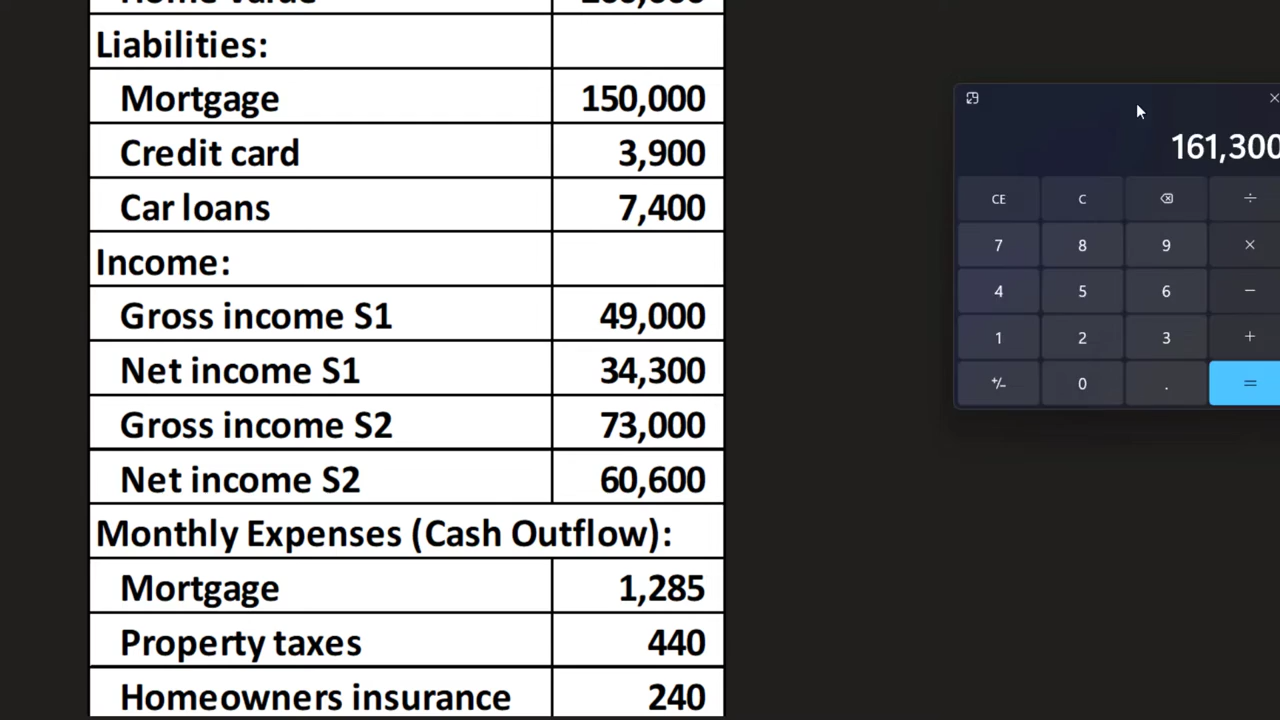 Liabilities:
Mortgage 150,000
Credit card 3,900
Car loans 7,400
Income:
Gross income S1 49,000
Net income S1 34,300
Gross income S2 73,000
Net income S2 60,600
Monthly Expenses (Cash Outflow):
Mortgage 1,285
Property taxes 440
Homeowners insurance 240
161,300
CE C ÷
7 8 9 ×
4 5 6 −
1 2 3 +
+/− 0 . =